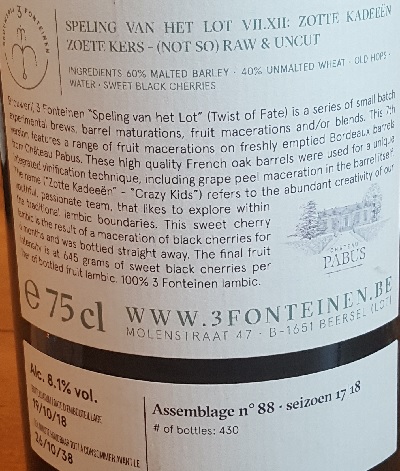 3 FONTEINEN
SPELING VAN HET LOT VII.XII: ZOTTE KADEEËN
ZOETE KERS - (NOT SO) RAW & UNCUT
INGREDIENTS 60% MALTED BARLEY · 40% UNMALTED WHEAT · OLD HOPS ·
WATER · SWEET BLACK CHERRIES
3 Fonteinen "Speling van het Lot" (Twist of Fate) is a series of small batch
experimental brews, barrel maturations, fruit macerations and/or blends. This 7th
version features a range of fruit macerations on freshly emptied Bordeaux barrels
from Château Pabus. These high quality French oak barrels were used for a unique
integrated vinification technique, including grape peel maceration in the barrel itself.
The name ("Zotte Kadeeën" - "Crazy Kids") refers to the abundant creativity of our
youthful, passionate team, that likes to explore within
the traditional lambic boundaries. This sweet cherry
lambic is the result of a maceration of black cherries for
months and was bottled straight away. The final fruit
intensity is at 645 grams of sweet black cherries per
liter of bottled fruit lambic. 100% 3 Fonteinen lambic.
CHATEAU
PABUS
e 75 cl
WWW.3FONTEINEN.BE
MOLENSTRAAT 47 - B-1651 BEERSEL (LOT)
Alc. 8.1% vol.
19/10/18
26/10/38
Assemblage n° 88 · seizoen 17 18
# of bottles: 430